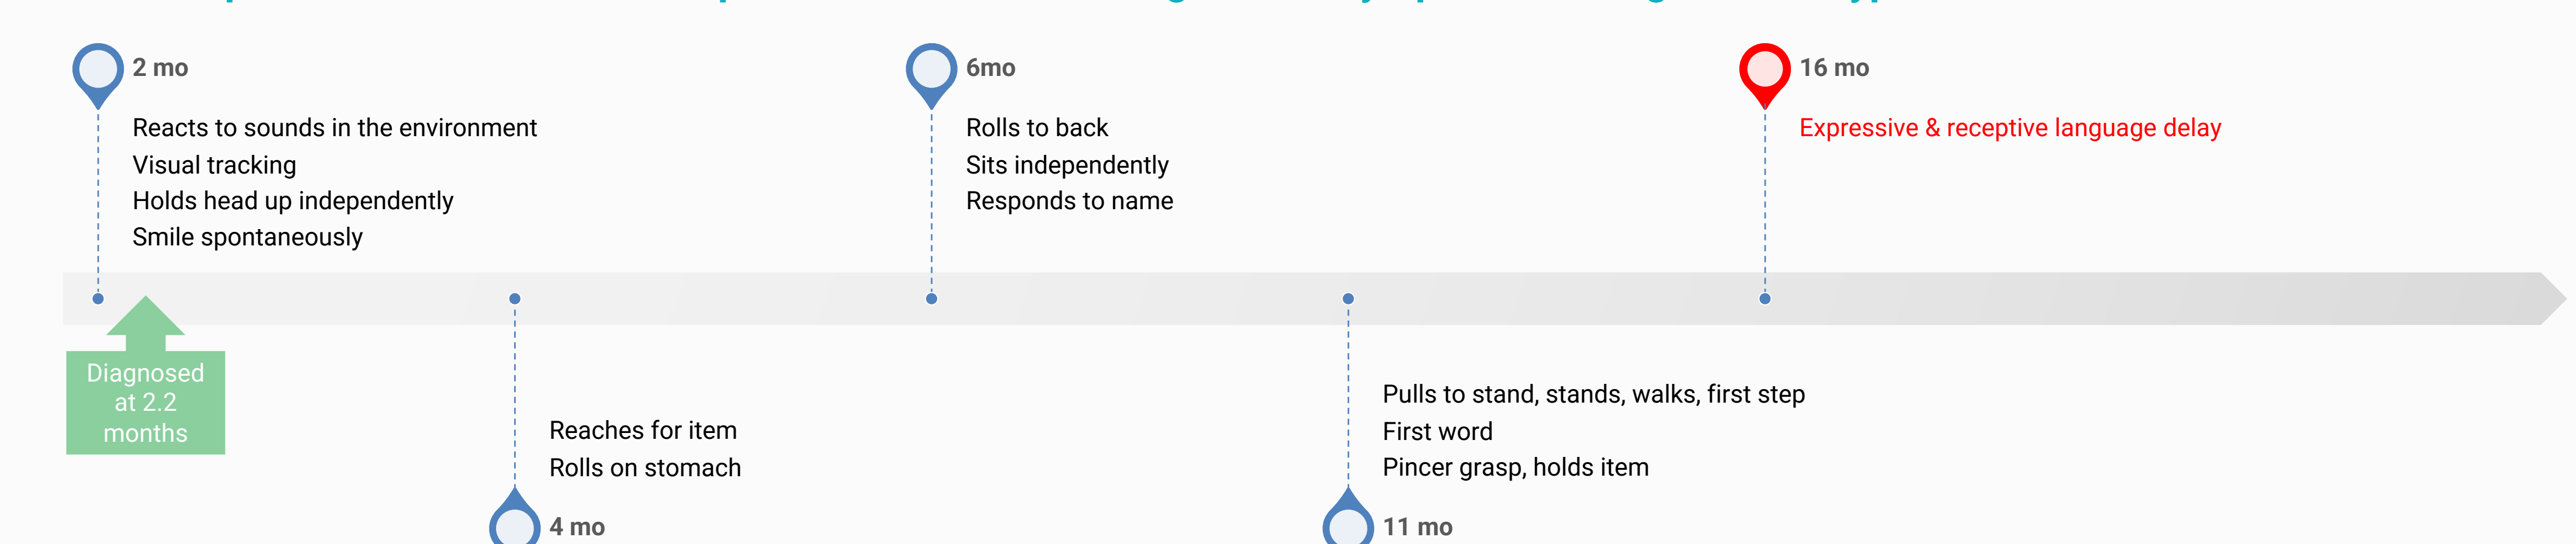 2 mo
Reacts to sounds in the environment
Visual tracking
Holds head up independently
Smile spontaneously
6mo
Rolls to back
Sits independently
Responds to name
16 mo
Expressive & receptive language delay
Diagnosed
at 2.2
months
Reaches for item
Rolls on stomach
4 mo
Pulls to stand, stands, walks, first step
First word
Pincer grasp, holds item
11 mo